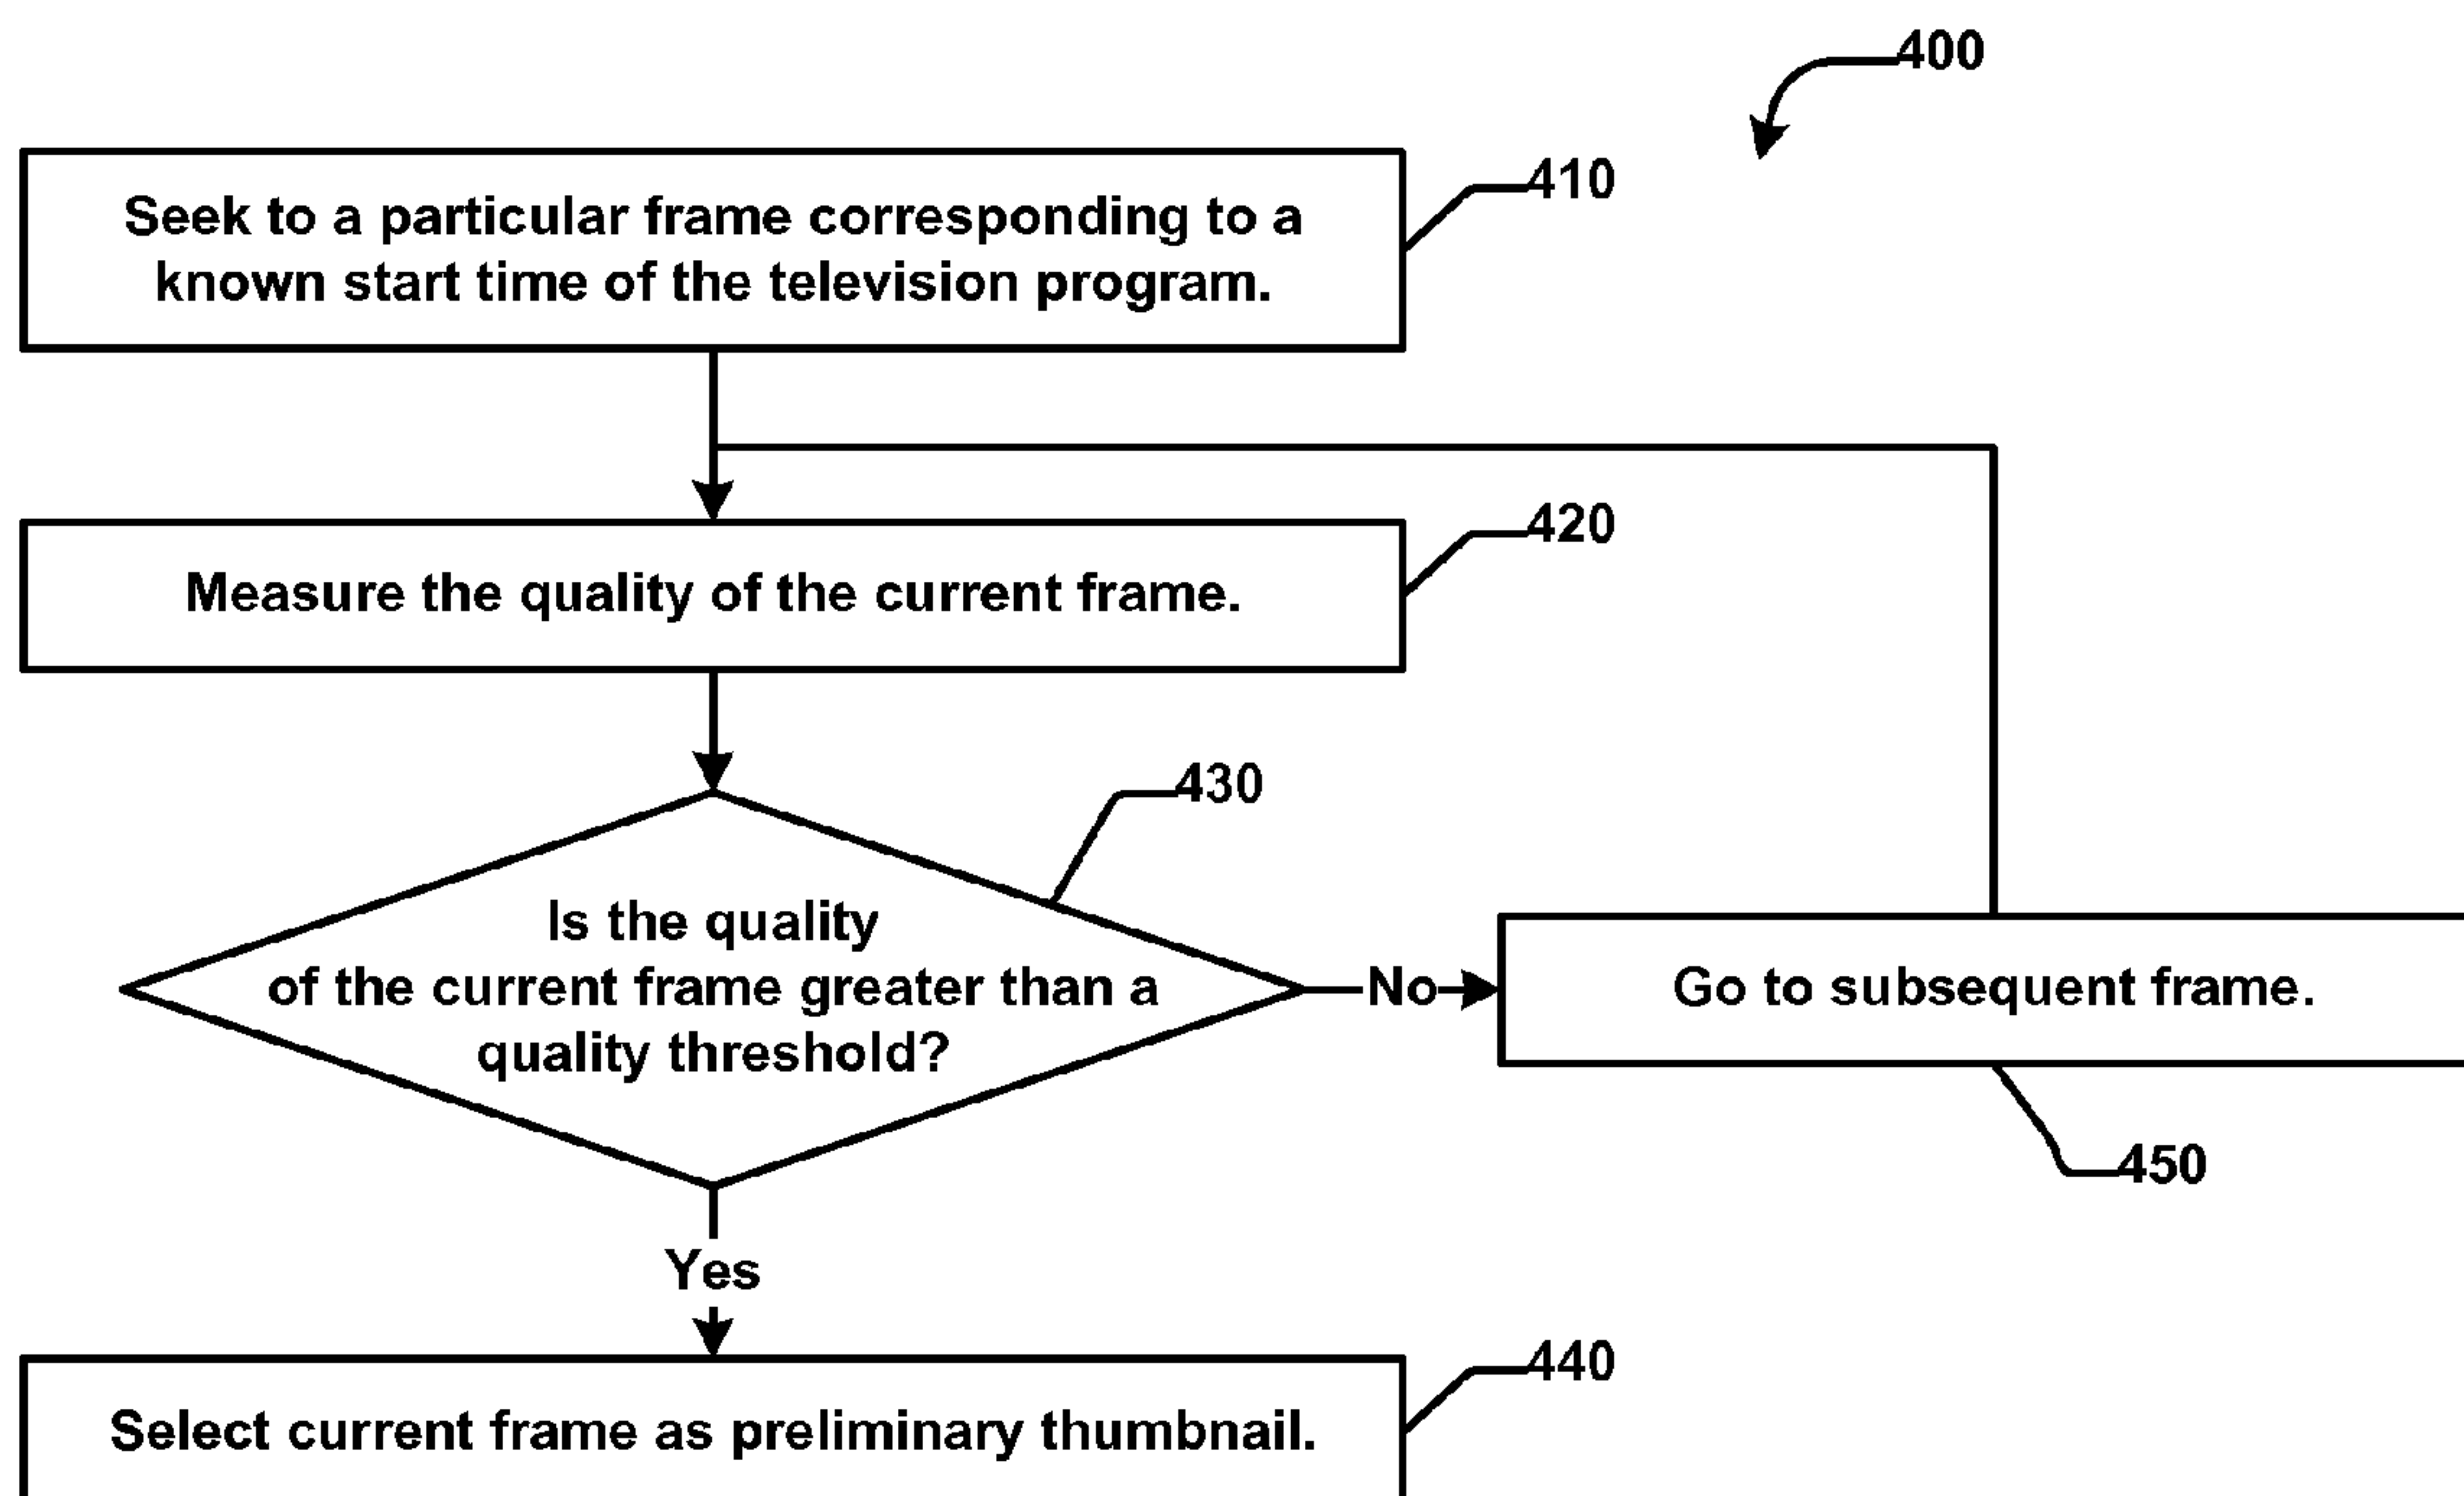 400
410
Seek to a particular frame corresponding to a
known start time of the television program.
420
Measure the quality of the current frame.
430
Is the quality
of the current frame greater than a
quality threshold?
No
Go to subsequent frame.
450
Yes
440
Select current frame as preliminary thumbnail.